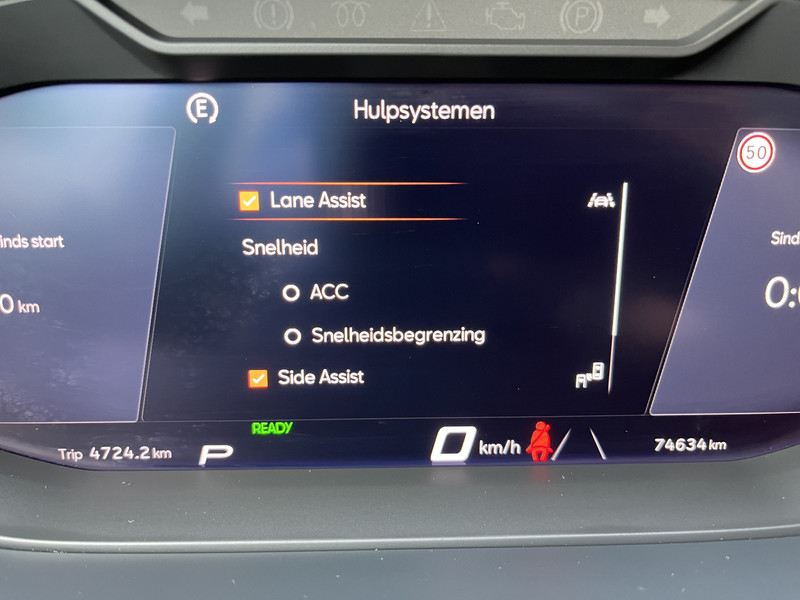 E
Hulpsystemen
50
Lane Assist
Snelheid
inds start
Sind
ACC
0 km
0:
Snelheidsbegrenzing
Side Assist
READY
Trip 4724.2 km
P
0 km/h
74634 km